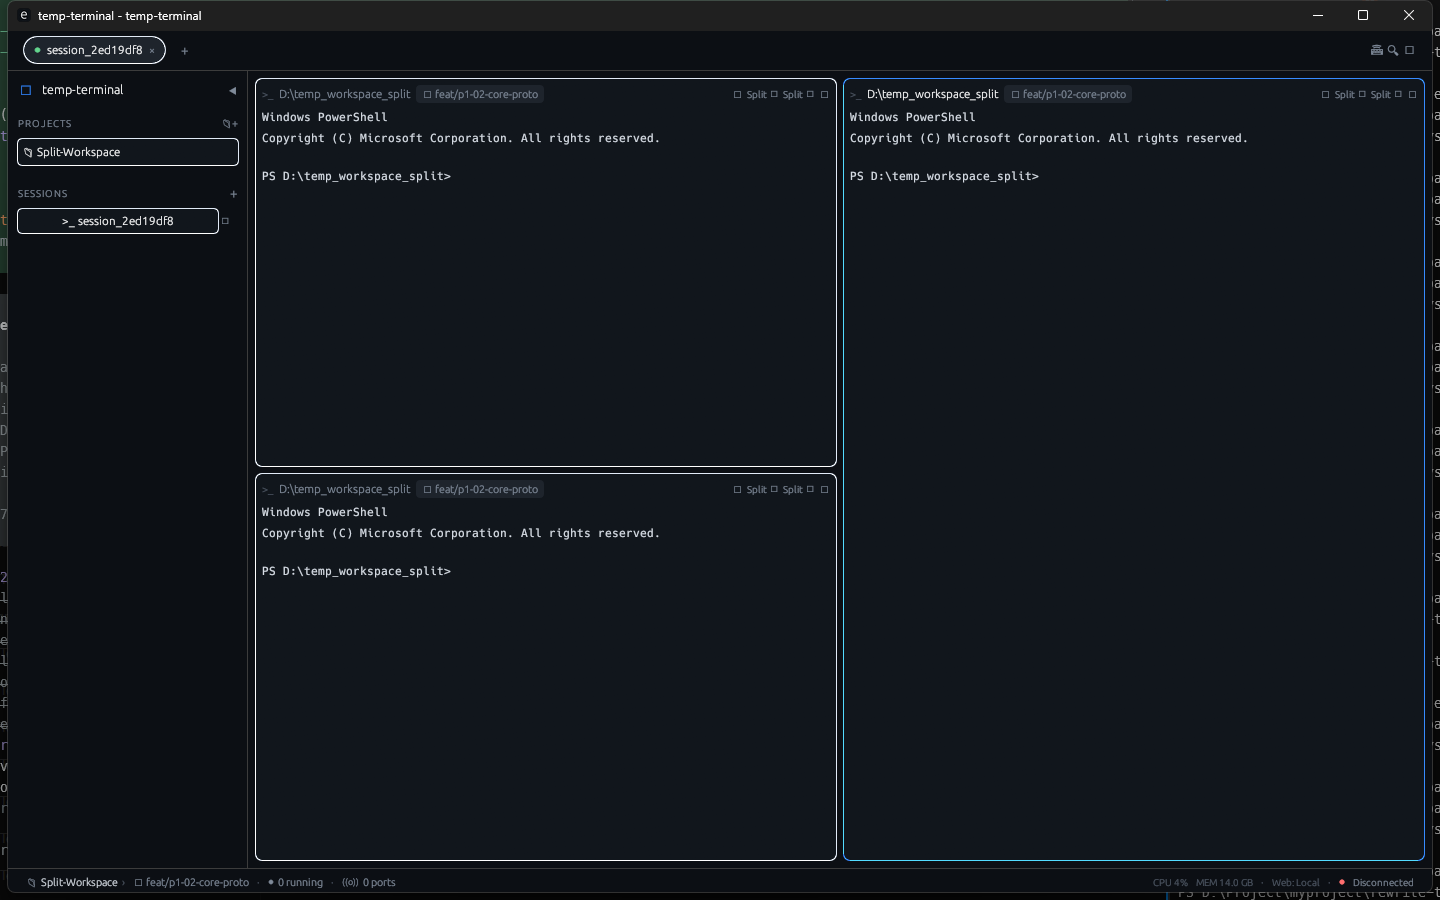 temp-terminal - temp-terminal
session_2ed19df8 ×
+
temp-terminal
PROJECTS
+
Split-Workspace
SESSIONS
+
>_ session_2ed19df8
>_ D:\temp_workspace_split feat/p1-02-core-proto Split Split
Windows PowerShell
Copyright (C) Microsoft Corporation. All rights reserved.
PS D:\temp_workspace_split>
>_ D:\temp_workspace_split feat/p1-02-core-proto Split Split
Windows PowerShell
Copyright (C) Microsoft Corporation. All rights reserved.
PS D:\temp_workspace_split>
>_ D:\temp_workspace_split feat/p1-02-core-proto Split Split
Windows PowerShell
Copyright (C) Microsoft Corporation. All rights reserved.
PS D:\temp_workspace_split>
Split-Workspace › feat/p1-02-core-proto · ● 0 running · ((o)) 0 ports
CPU 4% MEM 14.0 GB · Web: Local · ● Disconnected